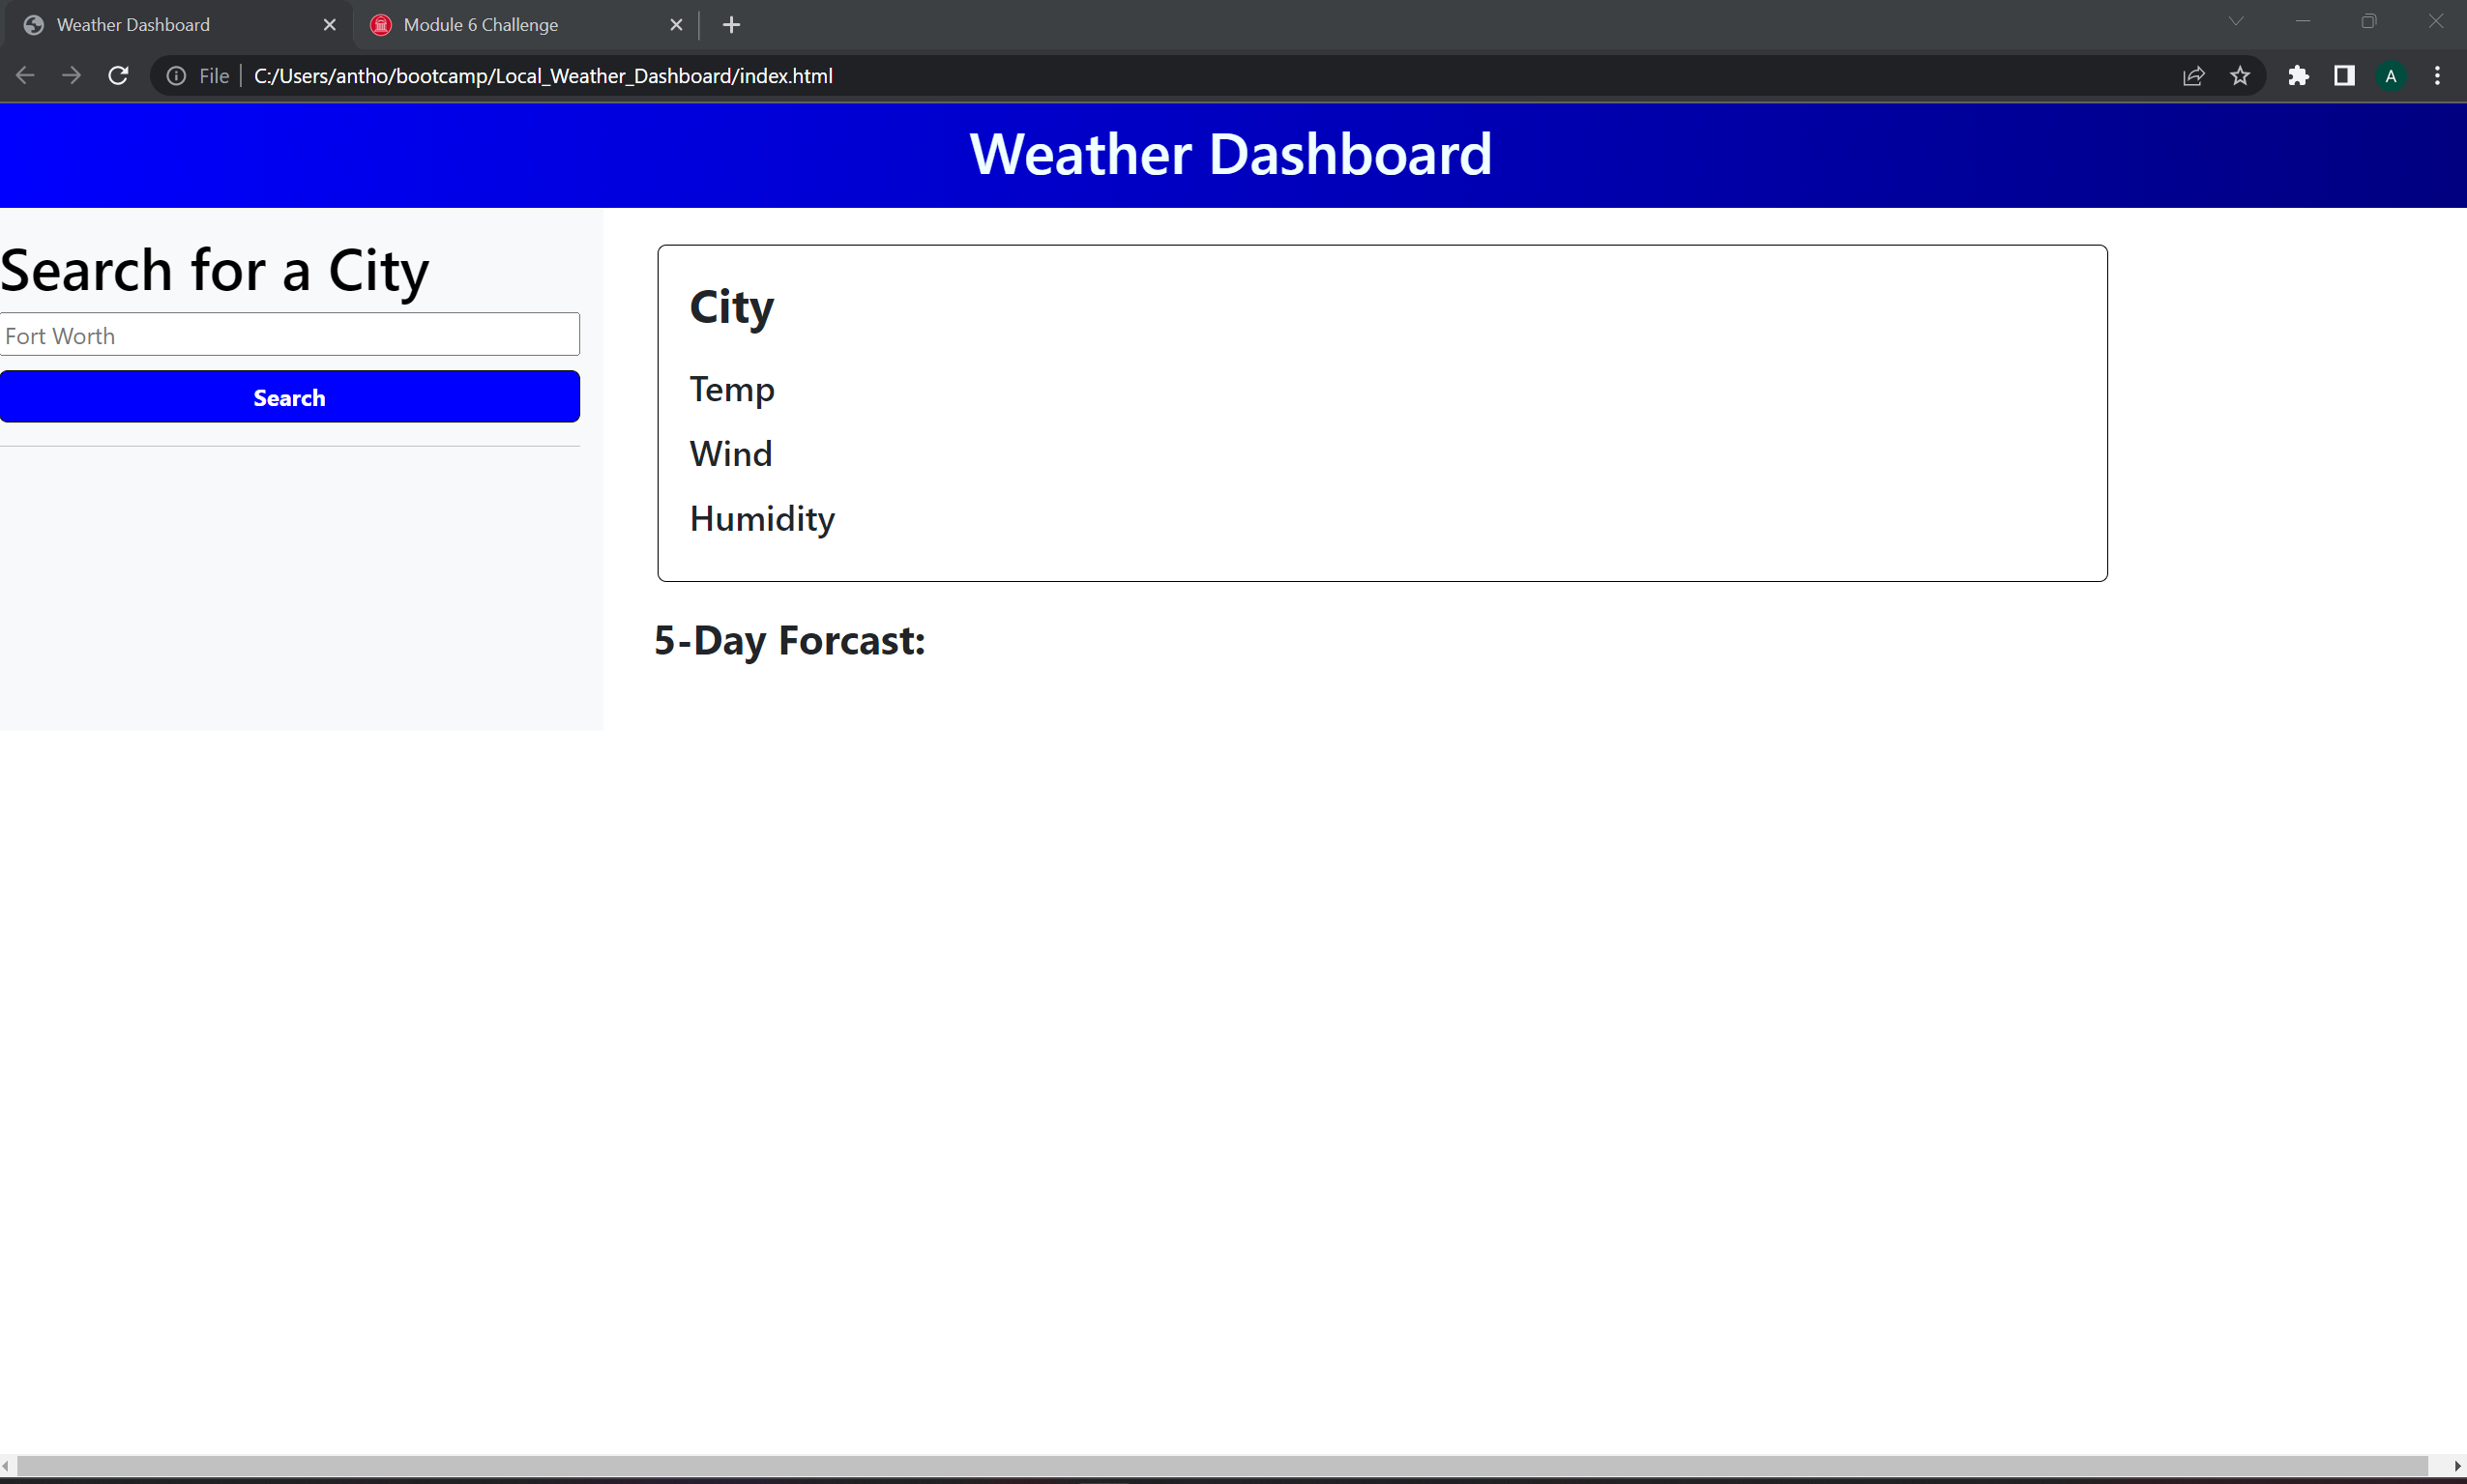 Weather Dashboard
Module 6 Challenge
File
C:/Users/antho/bootcamp/Local_Weather_Dashboard/index.html
A
Weather Dashboard
Search for a City
Fort Worth
Search
City
Temp
Wind
Humidity
5-Day Forcast: